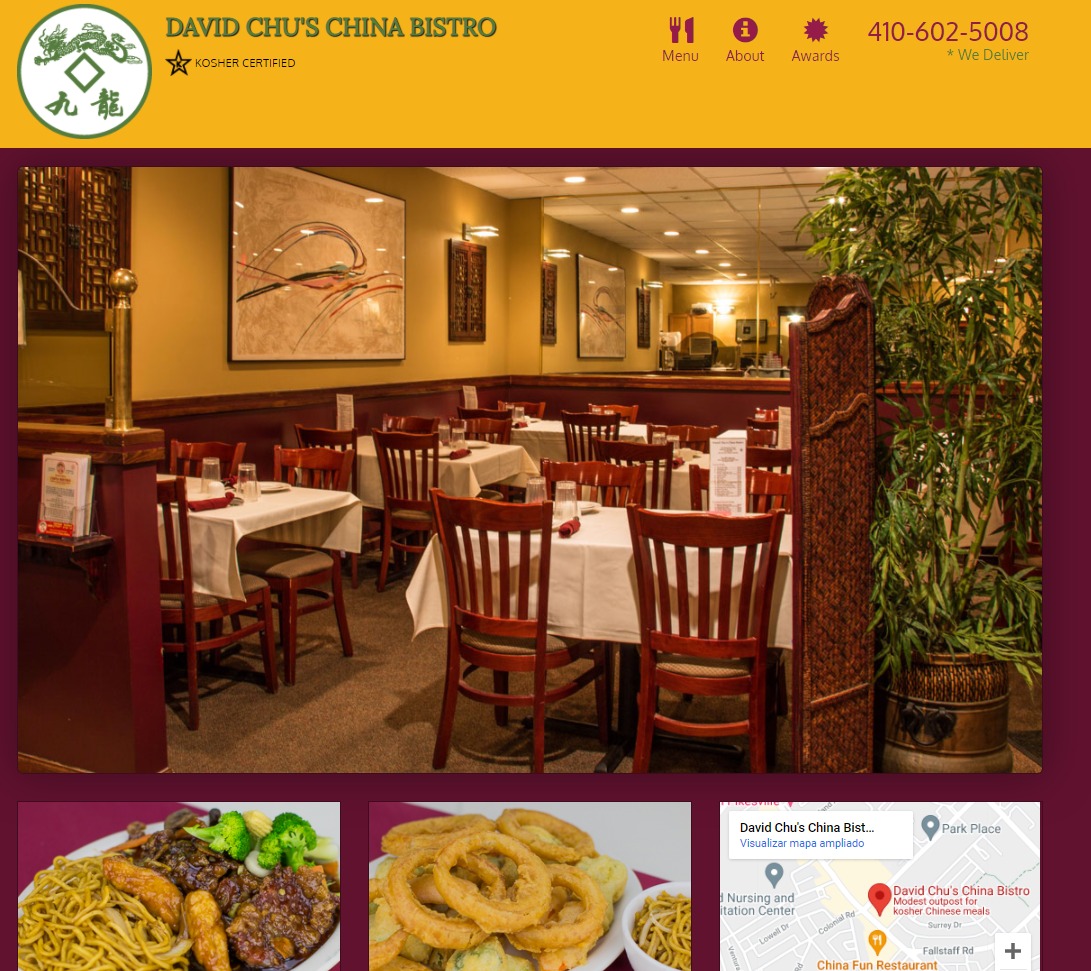 DAVID CHU'S CHINA BISTRO
KOSHER CERTIFIED
九龍
K
Menu
About
Awards
410-602-5008
* We Deliver
David Chu's China Bist...
Visualizar mapa ampliado
Park Place
d Nursing and
itation Center
David Chu's China Bistro
Modest outpost for
kosher Chinese meals
Surrey Dr
Lowell Dr
Colonial Rd
Fallstaff Rd
China Fun Restaurant